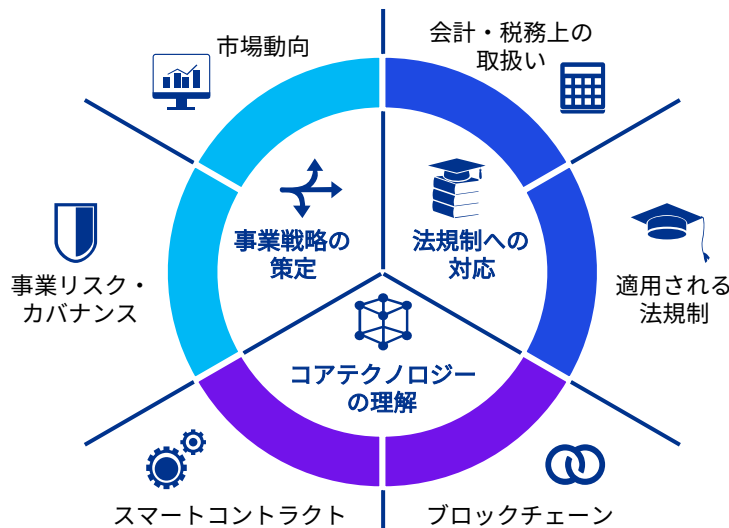 市場動向
会計・税務上の
取扱い
事業戦略の
策定
法規制への
対応
事業リスク・
カバナンス
適用される
法規制
コアテクノロジー
の理解
スマートコントラクト
ブロックチェーン